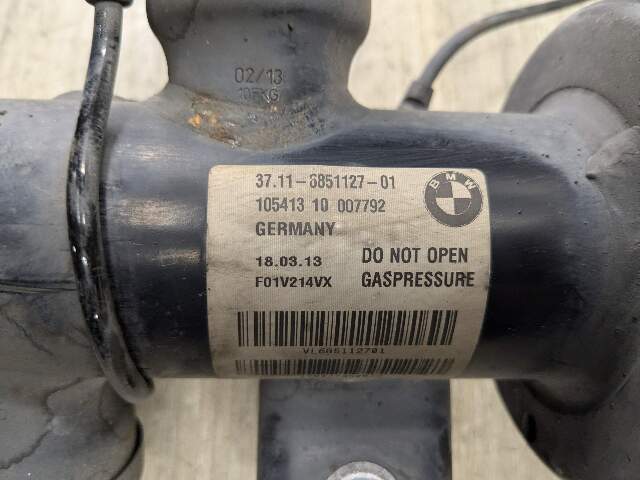 02/13
37.11-6851127-01
BMW
105413 10 007792
GERMANY
18.03.13 DO NOT OPEN
F01V214VX GASPRESSURE
VL685112701